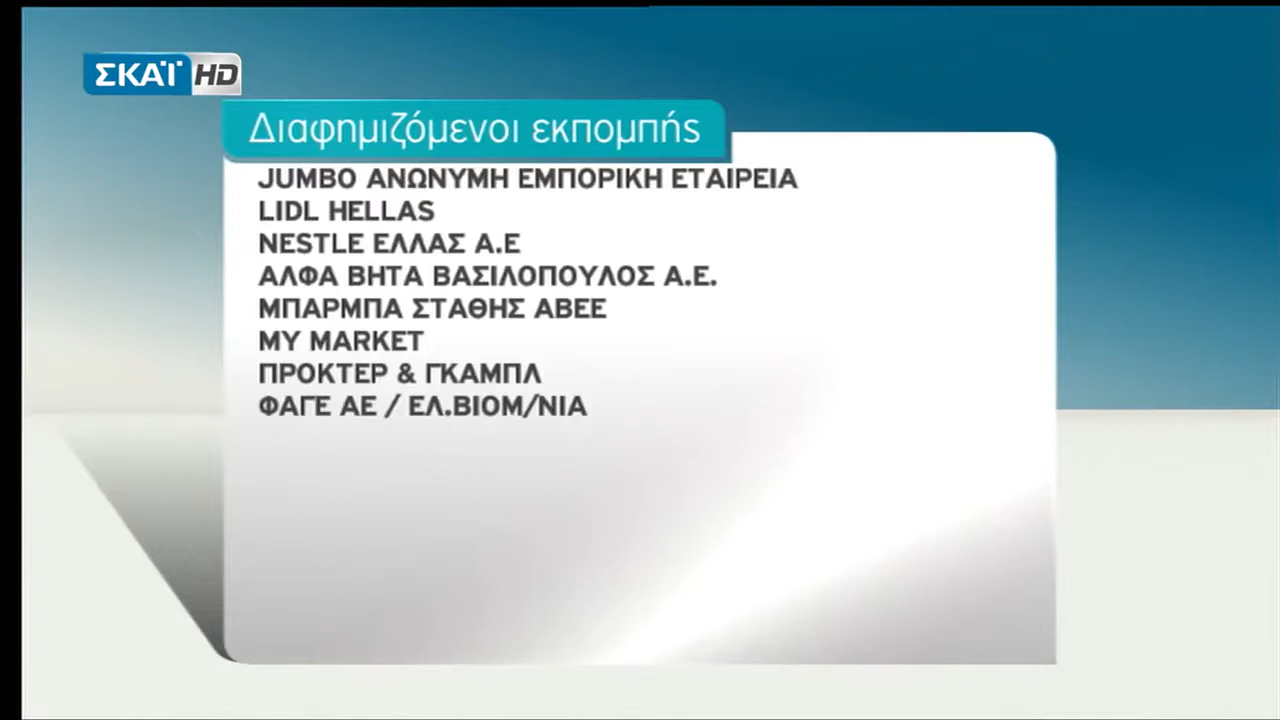 ΣΚΑΪ HD
Διαφημιζόμενοι εκπομπής
JUMBO ΑΝΩΝΥΜΗ ΕΜΠΟΡΙΚΗ ΕΤΑΙΡΕΙΑ
LIDL HELLAS
NESTLE ΕΛΛΑΣ Α.Ε
ΑΛΦΑ ΒΗΤΑ ΒΑΣΙΛΟΠΟΥΛΟΣ Α.Ε.
ΜΠΑΡΜΠΑ ΣΤΑΘΗΣ ΑΒΕΕ
MY MARKET
ΠΡΟΚΤΕΡ & ΓΚΑΜΠΛ
ΦΑΓΕ ΑΕ / ΕΛ.ΒΙΟΜ/ΝΙΑ